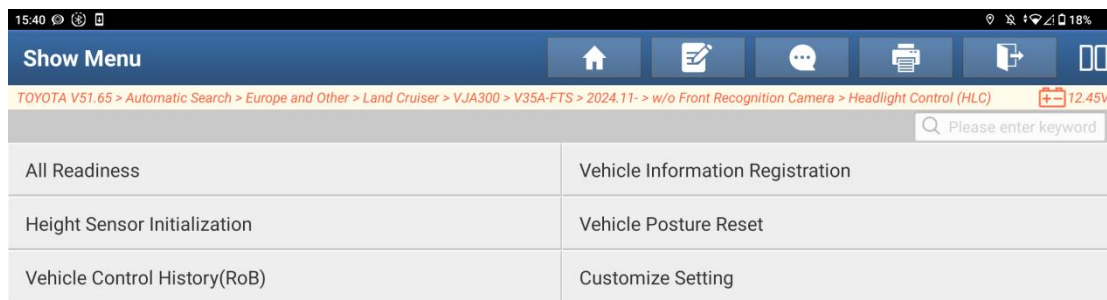 15:40 18%
Show Menu
TOYOTA V51.65 > Automatic Search > Europe and Other > Land Cruiser > VJA300 > V35A-FTS > 2024.11- > w/o Front Recognition Camera > Headlight Control (HLC) 12.45V
Please enter keyword
All Readiness Vehicle Information Registration
Height Sensor Initialization Vehicle Posture Reset
Vehicle Control History(RoB) Customize Setting